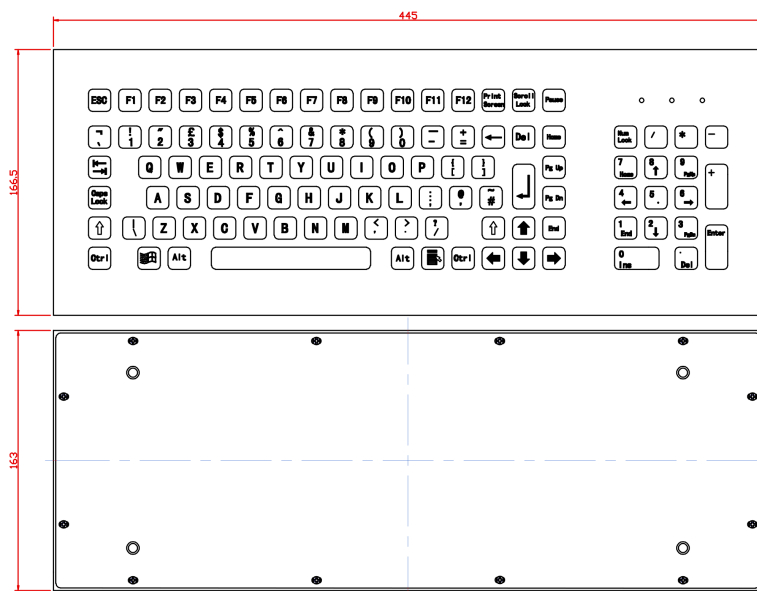 445
166.5
ESC F1 F2 F3 F4 F5 F6 F7 F8 F9 F10 F11 F12 Print Screen Scroll Lock Pause
¬ ` ! 1 " 2 £ 3 $ 4 % 5 ^ 6 & 7 * 8 ( 9 ) 0 _ - + = Del Home Num Lock / * -
Q W E R T Y U I O P { [ } ] Pg Up 7 Home 8 9 PgUp +
Caps Lock A S D F G H J K L : ; @ ' ~ # Pg Dn 4 5 . 6
| \ Z X C V B N M < , > . ? / End 1 End 2 3 PgDn Enter
Ctrl Alt Alt Ctrl 0 Ins . Del
163